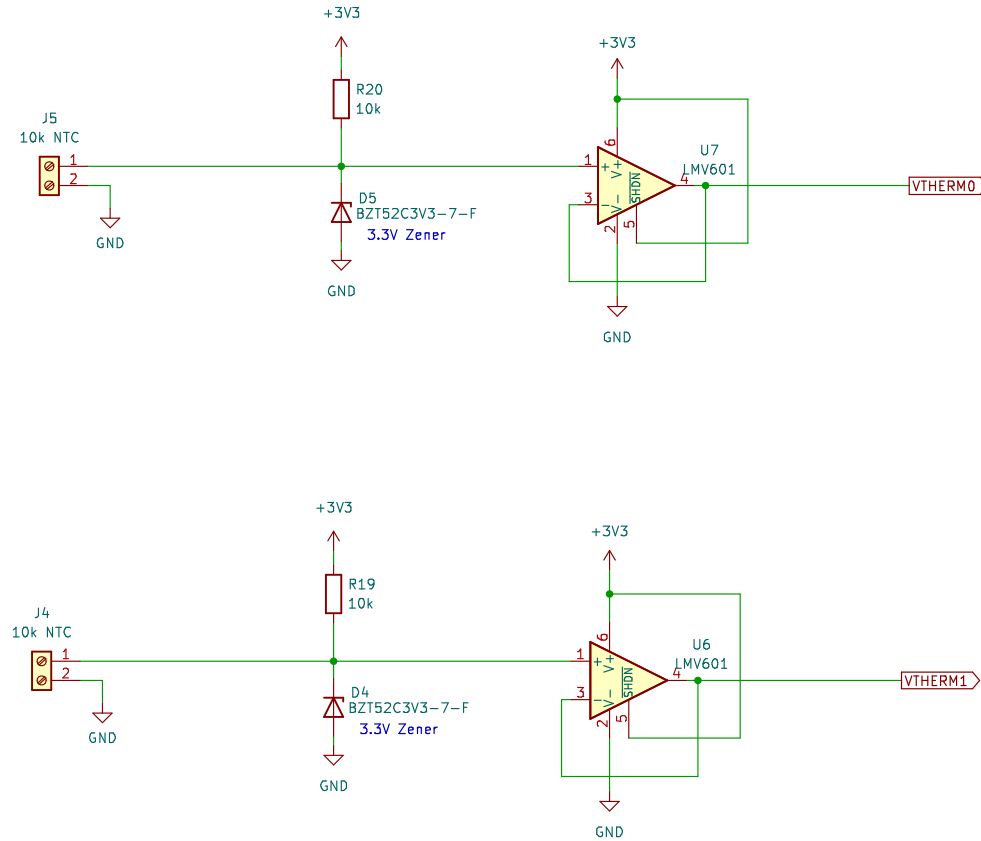 +3V3
R20
10k
J5
10k NTC
1
2
GND
D5
BZT52C3V3-7-F
3.3V Zener
GND
+3V3
6
U7
LMV601
1
+
V+
SHDN
4
3
-
V-
2
5
VTHERM0
GND
+3V3
R19
10k
J4
10k NTC
1
2
GND
D4
BZT52C3V3-7-F
3.3V Zener
GND
+3V3
6
U6
LMV601
1
+
V+
SHDN
4
3
-
V-
2
5
VTHERM1
GND